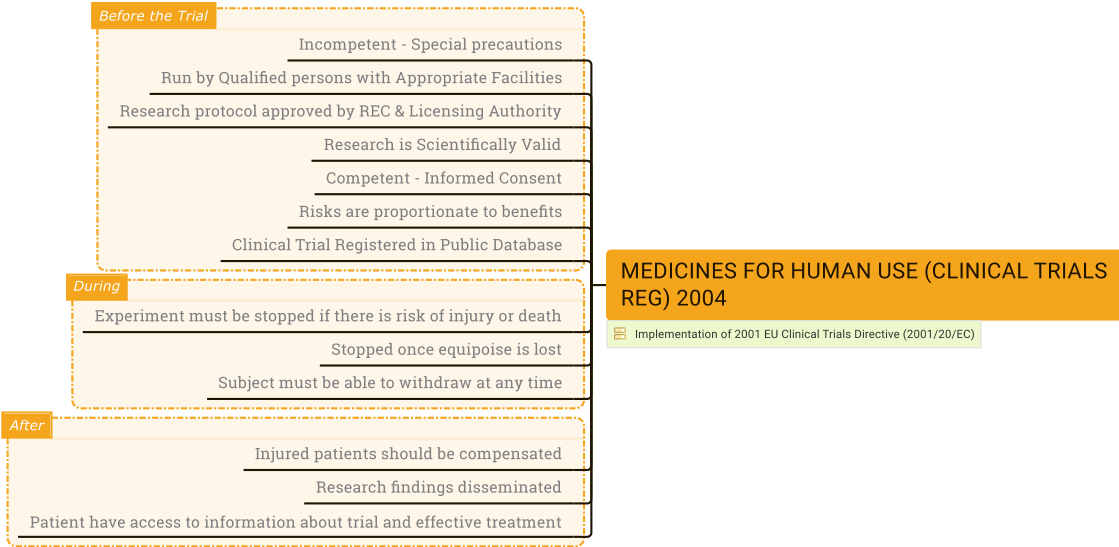 Before the Trial
Incompetent - Special precautions
Run by Qualified persons with Appropriate Facilities
Research protocol approved by REC & Licensing Authority
Research is Scientifically Valid
Competent - Informed Consent
Risks are proportionate to benefits
Clinical Trial Registered in Public Database
During
Experiment must be stopped if there is risk of injury or death
Stopped once equipoise is lost
Subject must be able to withdraw at any time
After
Injured patients should be compensated
Research findings disseminated
Patient have access to information about trial and effective treatment
MEDICINES FOR HUMAN USE (CLINICAL TRIALS
REG) 2004
Implementation of 2001 EU Clinical Trials Directive (2001/20/EC)